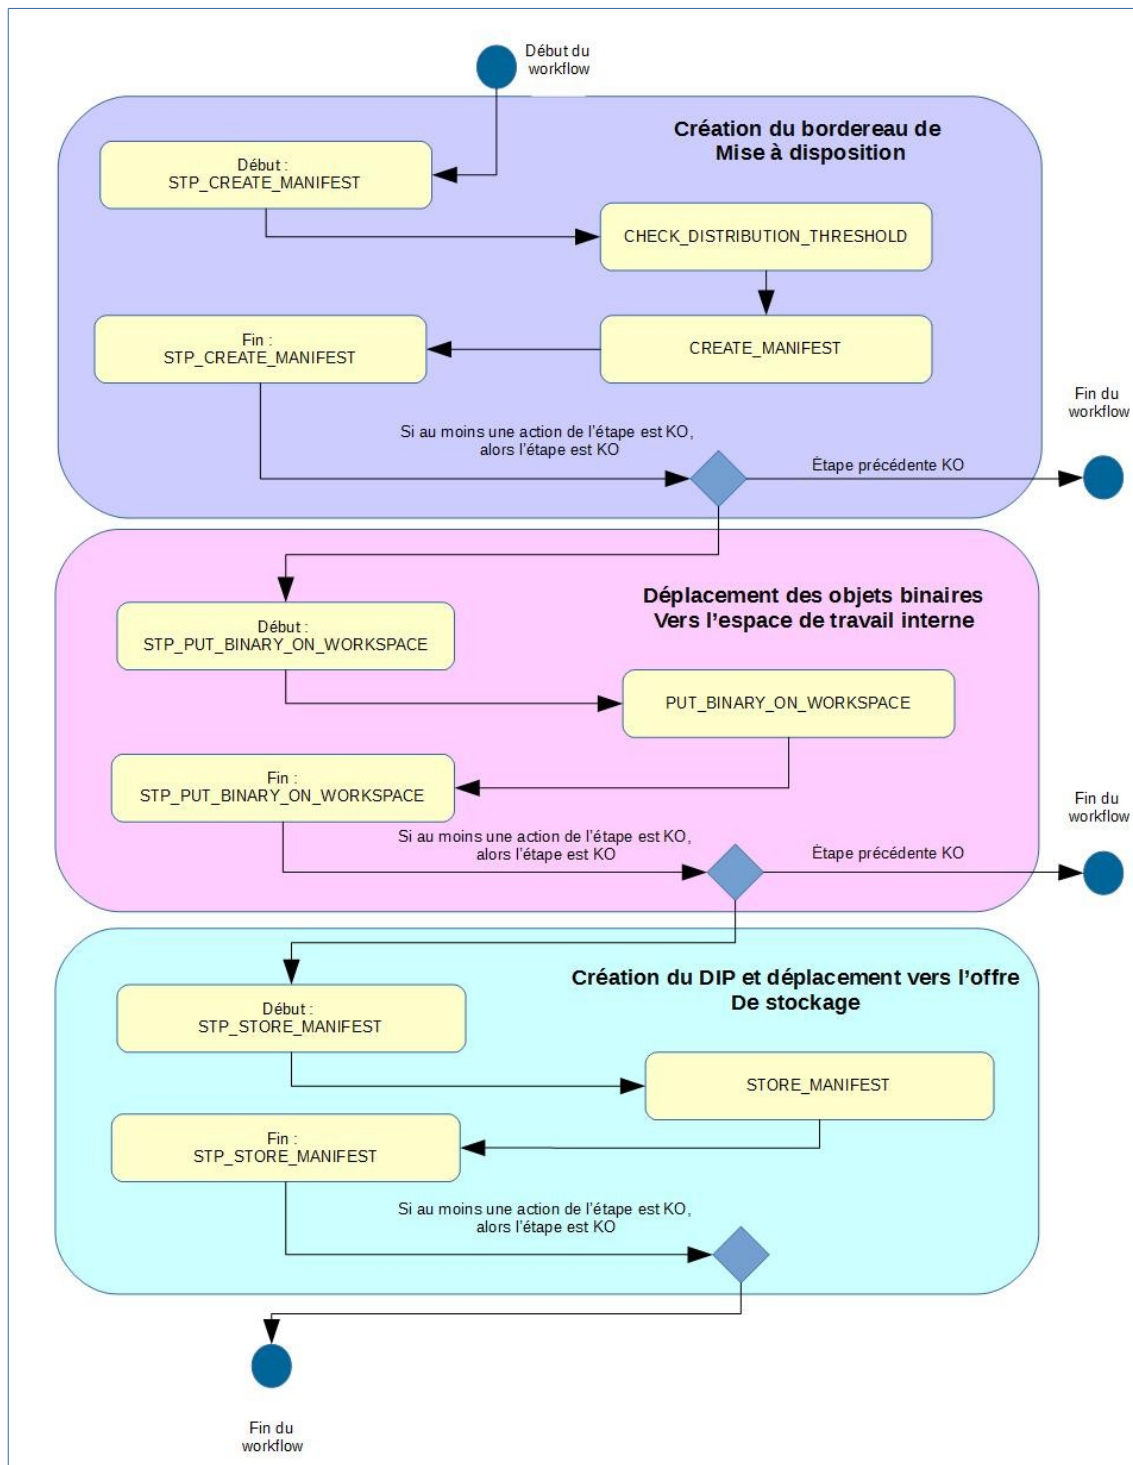 Début du
workflow
Création du bordereau de
Mise à disposition
Début :
STP_CREATE_MANIFEST
CHECK_DISTRIBUTION_THRESHOLD
Fin :
STP_CREATE_MANIFEST
CREATE_MANIFEST
Fin du
workflow
Si au moins une action de l'étape est KO,
alors l'étape est KO
Étape précédente KO
Déplacement des objets binaires
Vers l'espace de travail interne
Début :
STP_PUT_BINARY_ON_WORKSPACE
PUT_BINARY_ON_WORKSPACE
Fin :
STP_PUT_BINARY_ON_WORKSPACE
Fin du
workflow
Si au moins une action de l'étape est KO,
alors l'étape est KO
Étape précédente KO
Création du DIP et déplacement vers l'offre
De stockage
Début :
STP_STORE_MANIFEST
STORE_MANIFEST
Fin :
STP_STORE_MANIFEST
Si au moins une action de l'étape est KO,
alors l'étape est KO
Fin du
workflow